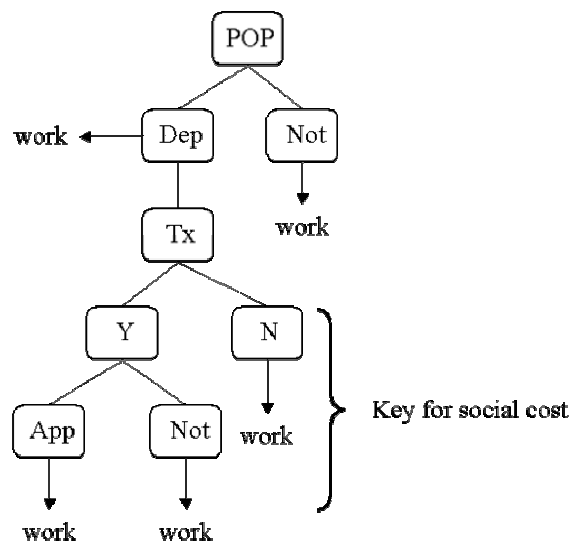 POP
work
Dep
Not
work
Tx
Y
N
Key for social cost
App
Not
work
work
work